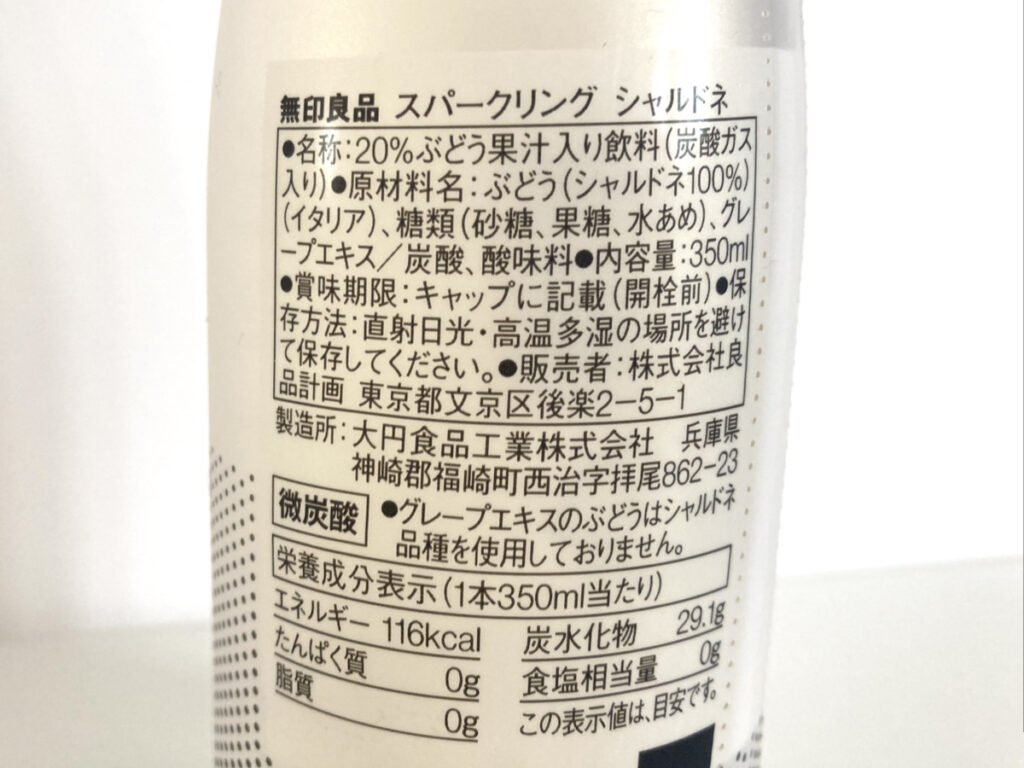 無印良品 スパークリング シャルドネ
●名称:20%ぶどう果汁入り飲料(炭酸ガス
入り)●原材料名:ぶどう(シャルドネ100%)
(イタリア)、糖類(砂糖、果糖、水あめ)、グレ
ープエキス/炭酸、酸味料●内容量:350ml
●賞味期限:キャップに記載(開栓前)●保
存方法:直射日光・高温多湿の場所を避け
て保存してください。●販売者:株式会社良
品計画 東京都文京区後楽2-5-1
製造所:大円食品工業株式会社 兵庫県
神崎郡福崎町西治字拝尾862-23
微炭酸
●グレープエキスのぶどうはシャルドネ
品種を使用しておりません。
栄養成分表示(1本350ml当たり)
エネルギー 116kcal
たんぱく質 0g
脂質 0g
炭水化物 29.1g
食塩相当量 0g
この表示値は、目安です。